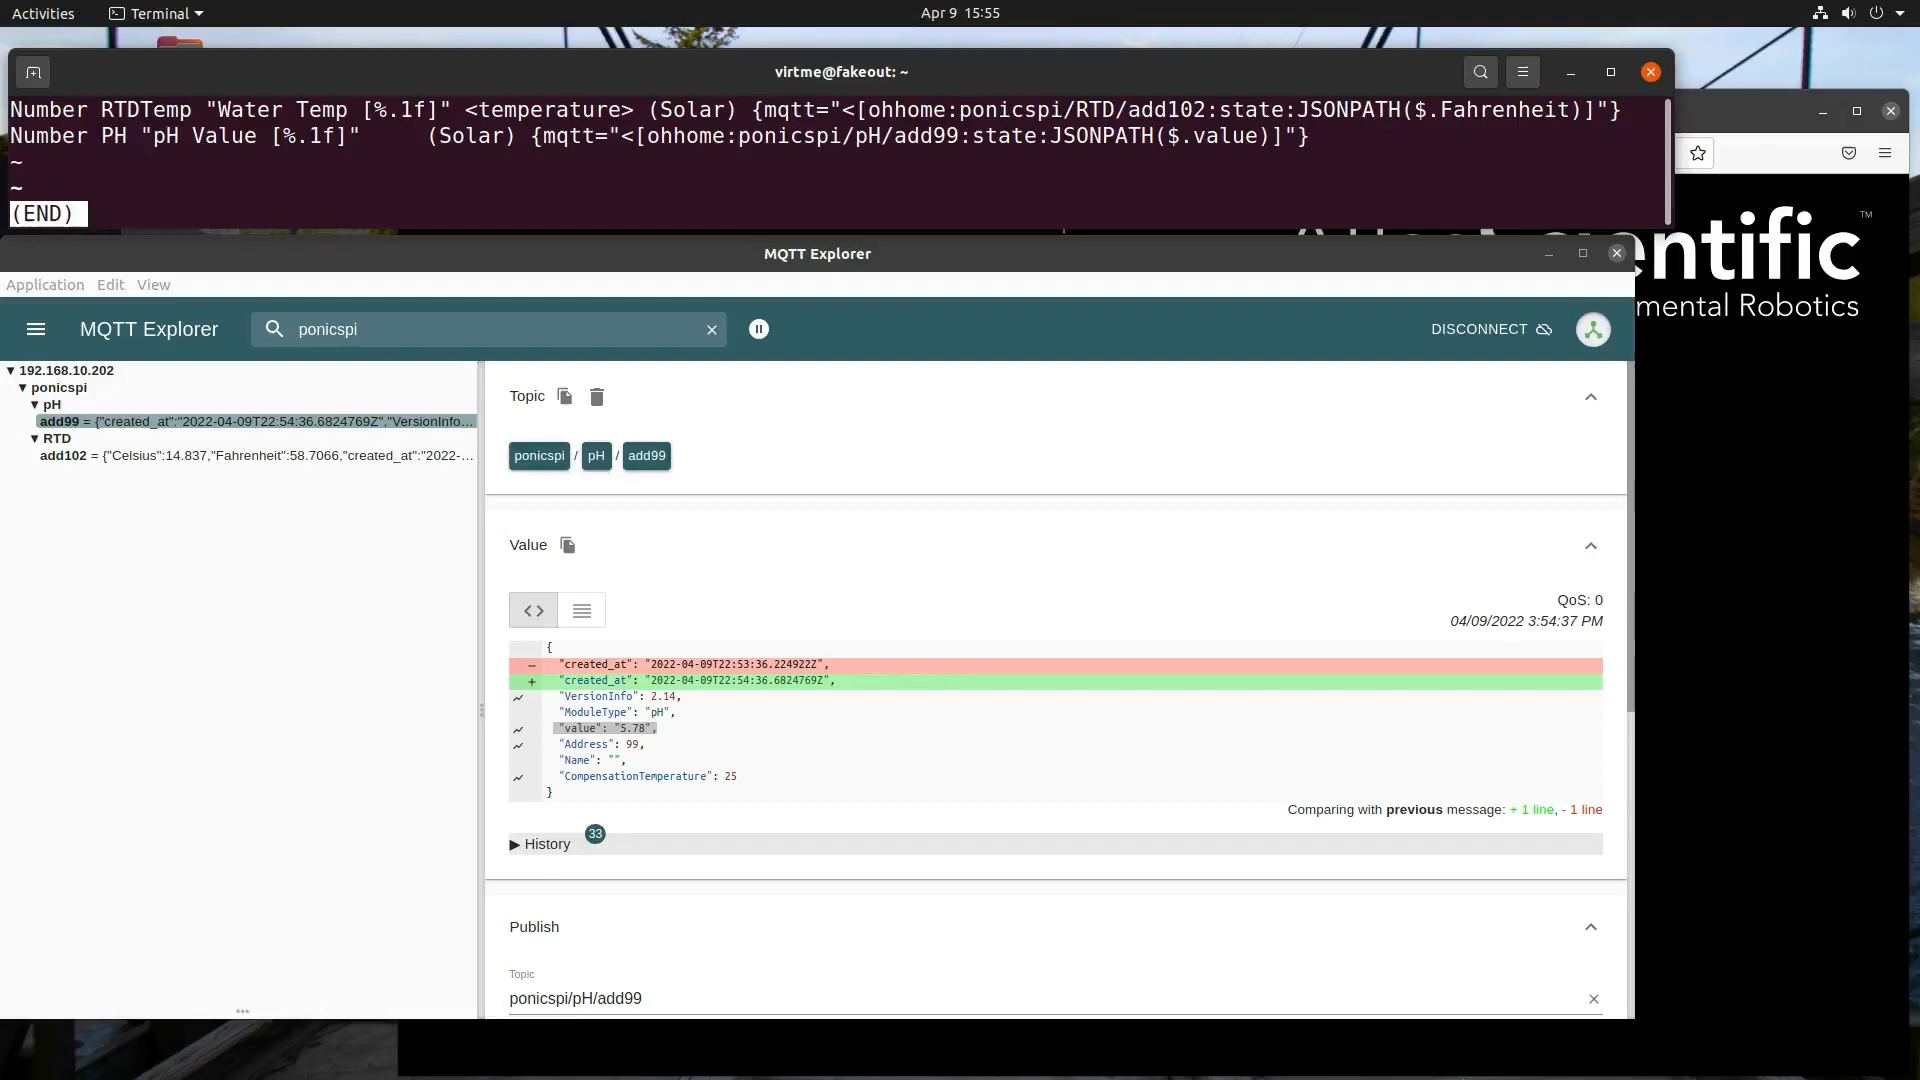 Activities Terminal Apr 9 15:55
virtme@fakeout: ~
Number RTDTemp "Water Temp [%.1f]" <temperature> (Solar) {mqtt="<[ohhome:ponicspi/RTD/add102:state:JSONPATH($.Fahrenheit)]"}
Number PH "pH Value [%.1f]" (Solar) {mqtt="<[ohhome:ponicspi/pH/add99:state:JSONPATH($.value)]"}
~
~
(END)
entific ™
mental Robotics
MQTT Explorer
Application Edit View
MQTT Explorer ponicspi DISCONNECT
192.168.10.202
ponicspi
pH
add99 = {"created_at":"2022-04-09T22:54:36.6824769Z","VersionInfo...
RTD
add102 = {"Celsius":14.837,"Fahrenheit":58.7066,"created_at":"2022-...
Topic
ponicspi / pH / add99
Value
QoS: 0
04/09/2022 3:54:37 PM
{
- "created_at": "2022-04-09T22:53:36.224922Z",
+ "created_at": "2022-04-09T22:54:36.6824769Z",
"VersionInfo": 2.14,
"ModuleType": "pH",
"value": "5.78",
"Address": 99,
"Name": "",
"CompensationTemperature": 25
}
Comparing with previous message: + 1 line, - 1 line
▶ History 33
Publish
Topic
ponicspi/pH/add99